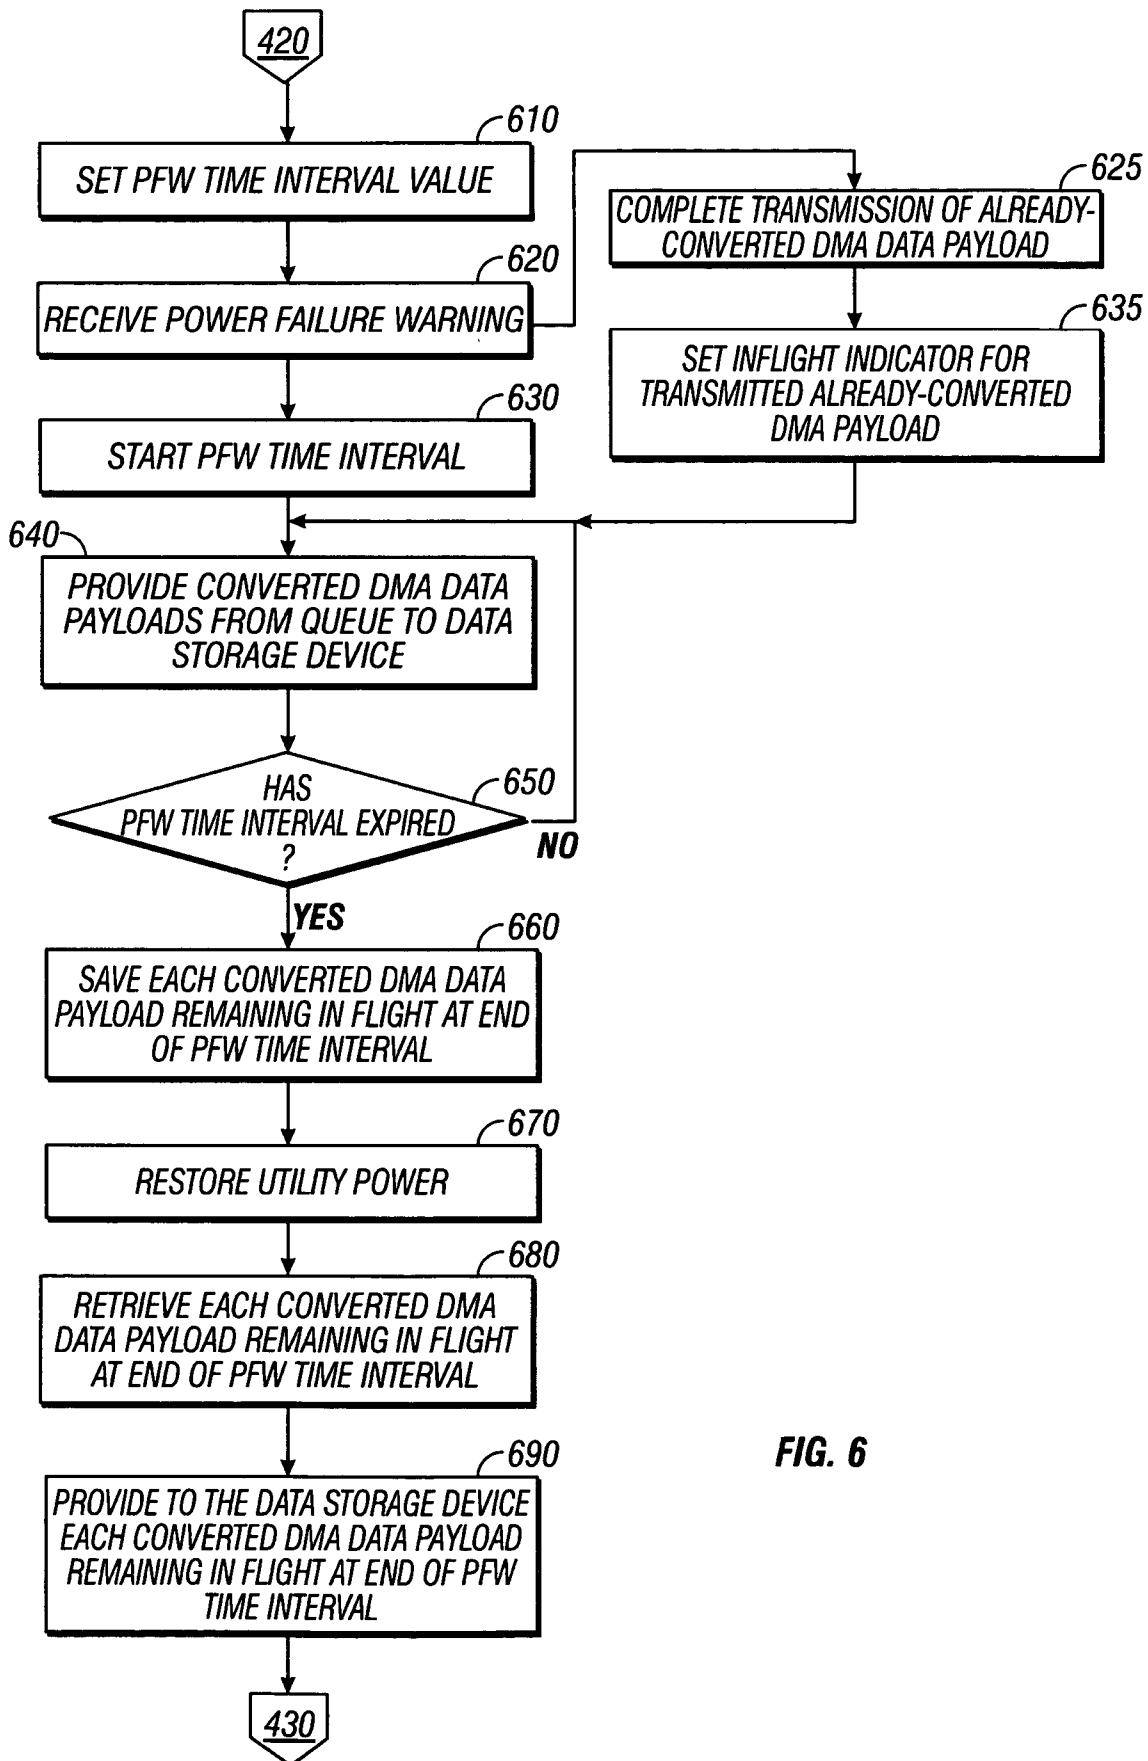 420
610
SET PFW TIME INTERVAL VALUE
625
COMPLETE TRANSMISSION OF ALREADY-
CONVERTED DMA DATA PAYLOAD
620
RECEIVE POWER FAILURE WARNING
635
SET INFLIGHT INDICATOR FOR
TRANSMITTED ALREADY-CONVERTED
DMA PAYLOAD
630
START PFW TIME INTERVAL
640
PROVIDE CONVERTED DMA DATA
PAYLOADS FROM QUEUE TO DATA
STORAGE DEVICE
650
HAS
PFW TIME INTERVAL EXPIRED
?
NO
YES
660
SAVE EACH CONVERTED DMA DATA
PAYLOAD REMAINING IN FLIGHT AT END
OF PFW TIME INTERVAL
670
RESTORE UTILITY POWER
680
RETRIEVE EACH CONVERTED DMA
DATA PAYLOAD REMAINING IN FLIGHT
AT END OF PFW TIME INTERVAL
690
PROVIDE TO THE DATA STORAGE DEVICE
EACH CONVERTED DMA DATA PAYLOAD
REMAINING IN FLIGHT AT END OF PFW
TIME INTERVAL
FIG. 6
430